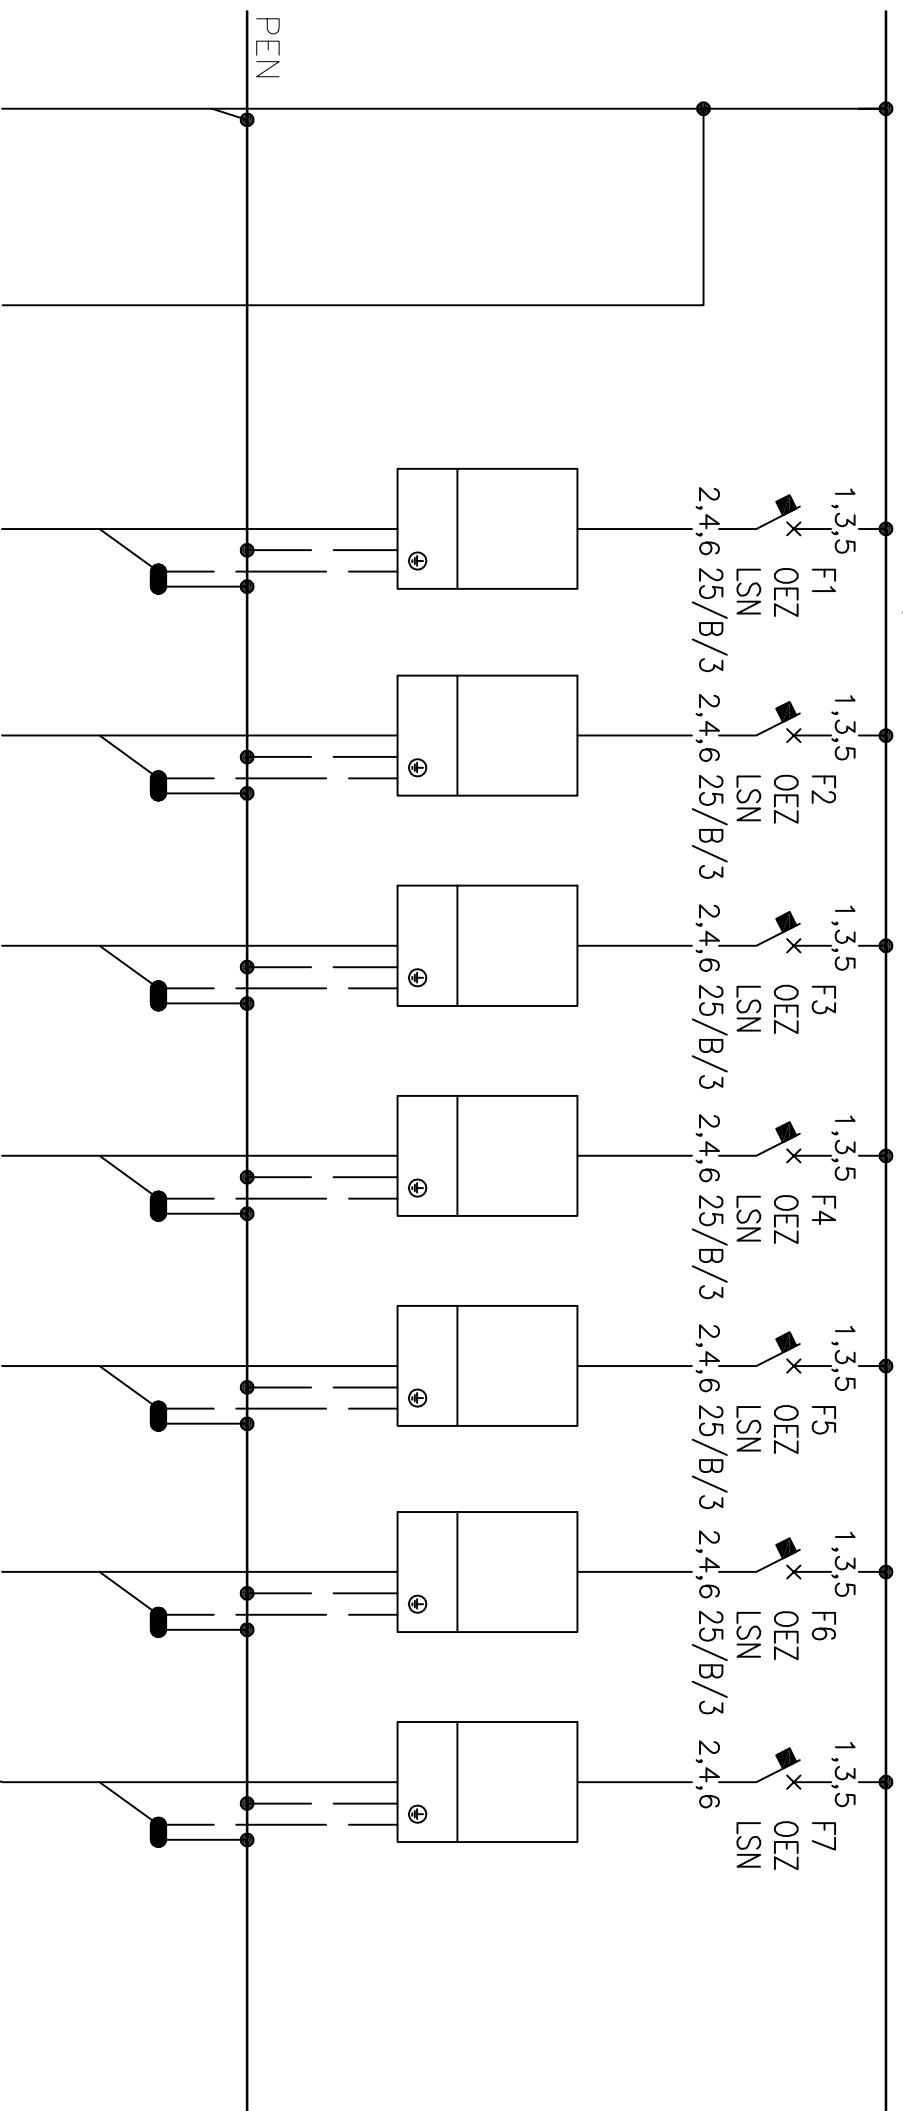 PEN
1,3,5
F1
OEZ
LSN
2,4,6 25/B/3
1,3,5
F2
OEZ
LSN
2,4,6 25/B/3
1,3,5
F3
OEZ
LSN
2,4,6 25/B/3
1,3,5
F4
OEZ
LSN
2,4,6 25/B/3
1,3,5
F5
OEZ
LSN
2,4,6 25/B/3
1,3,5
F6
OEZ
LSN
2,4,6 25/B/3
1,3,5
F7
OEZ
LSN
2,4,6